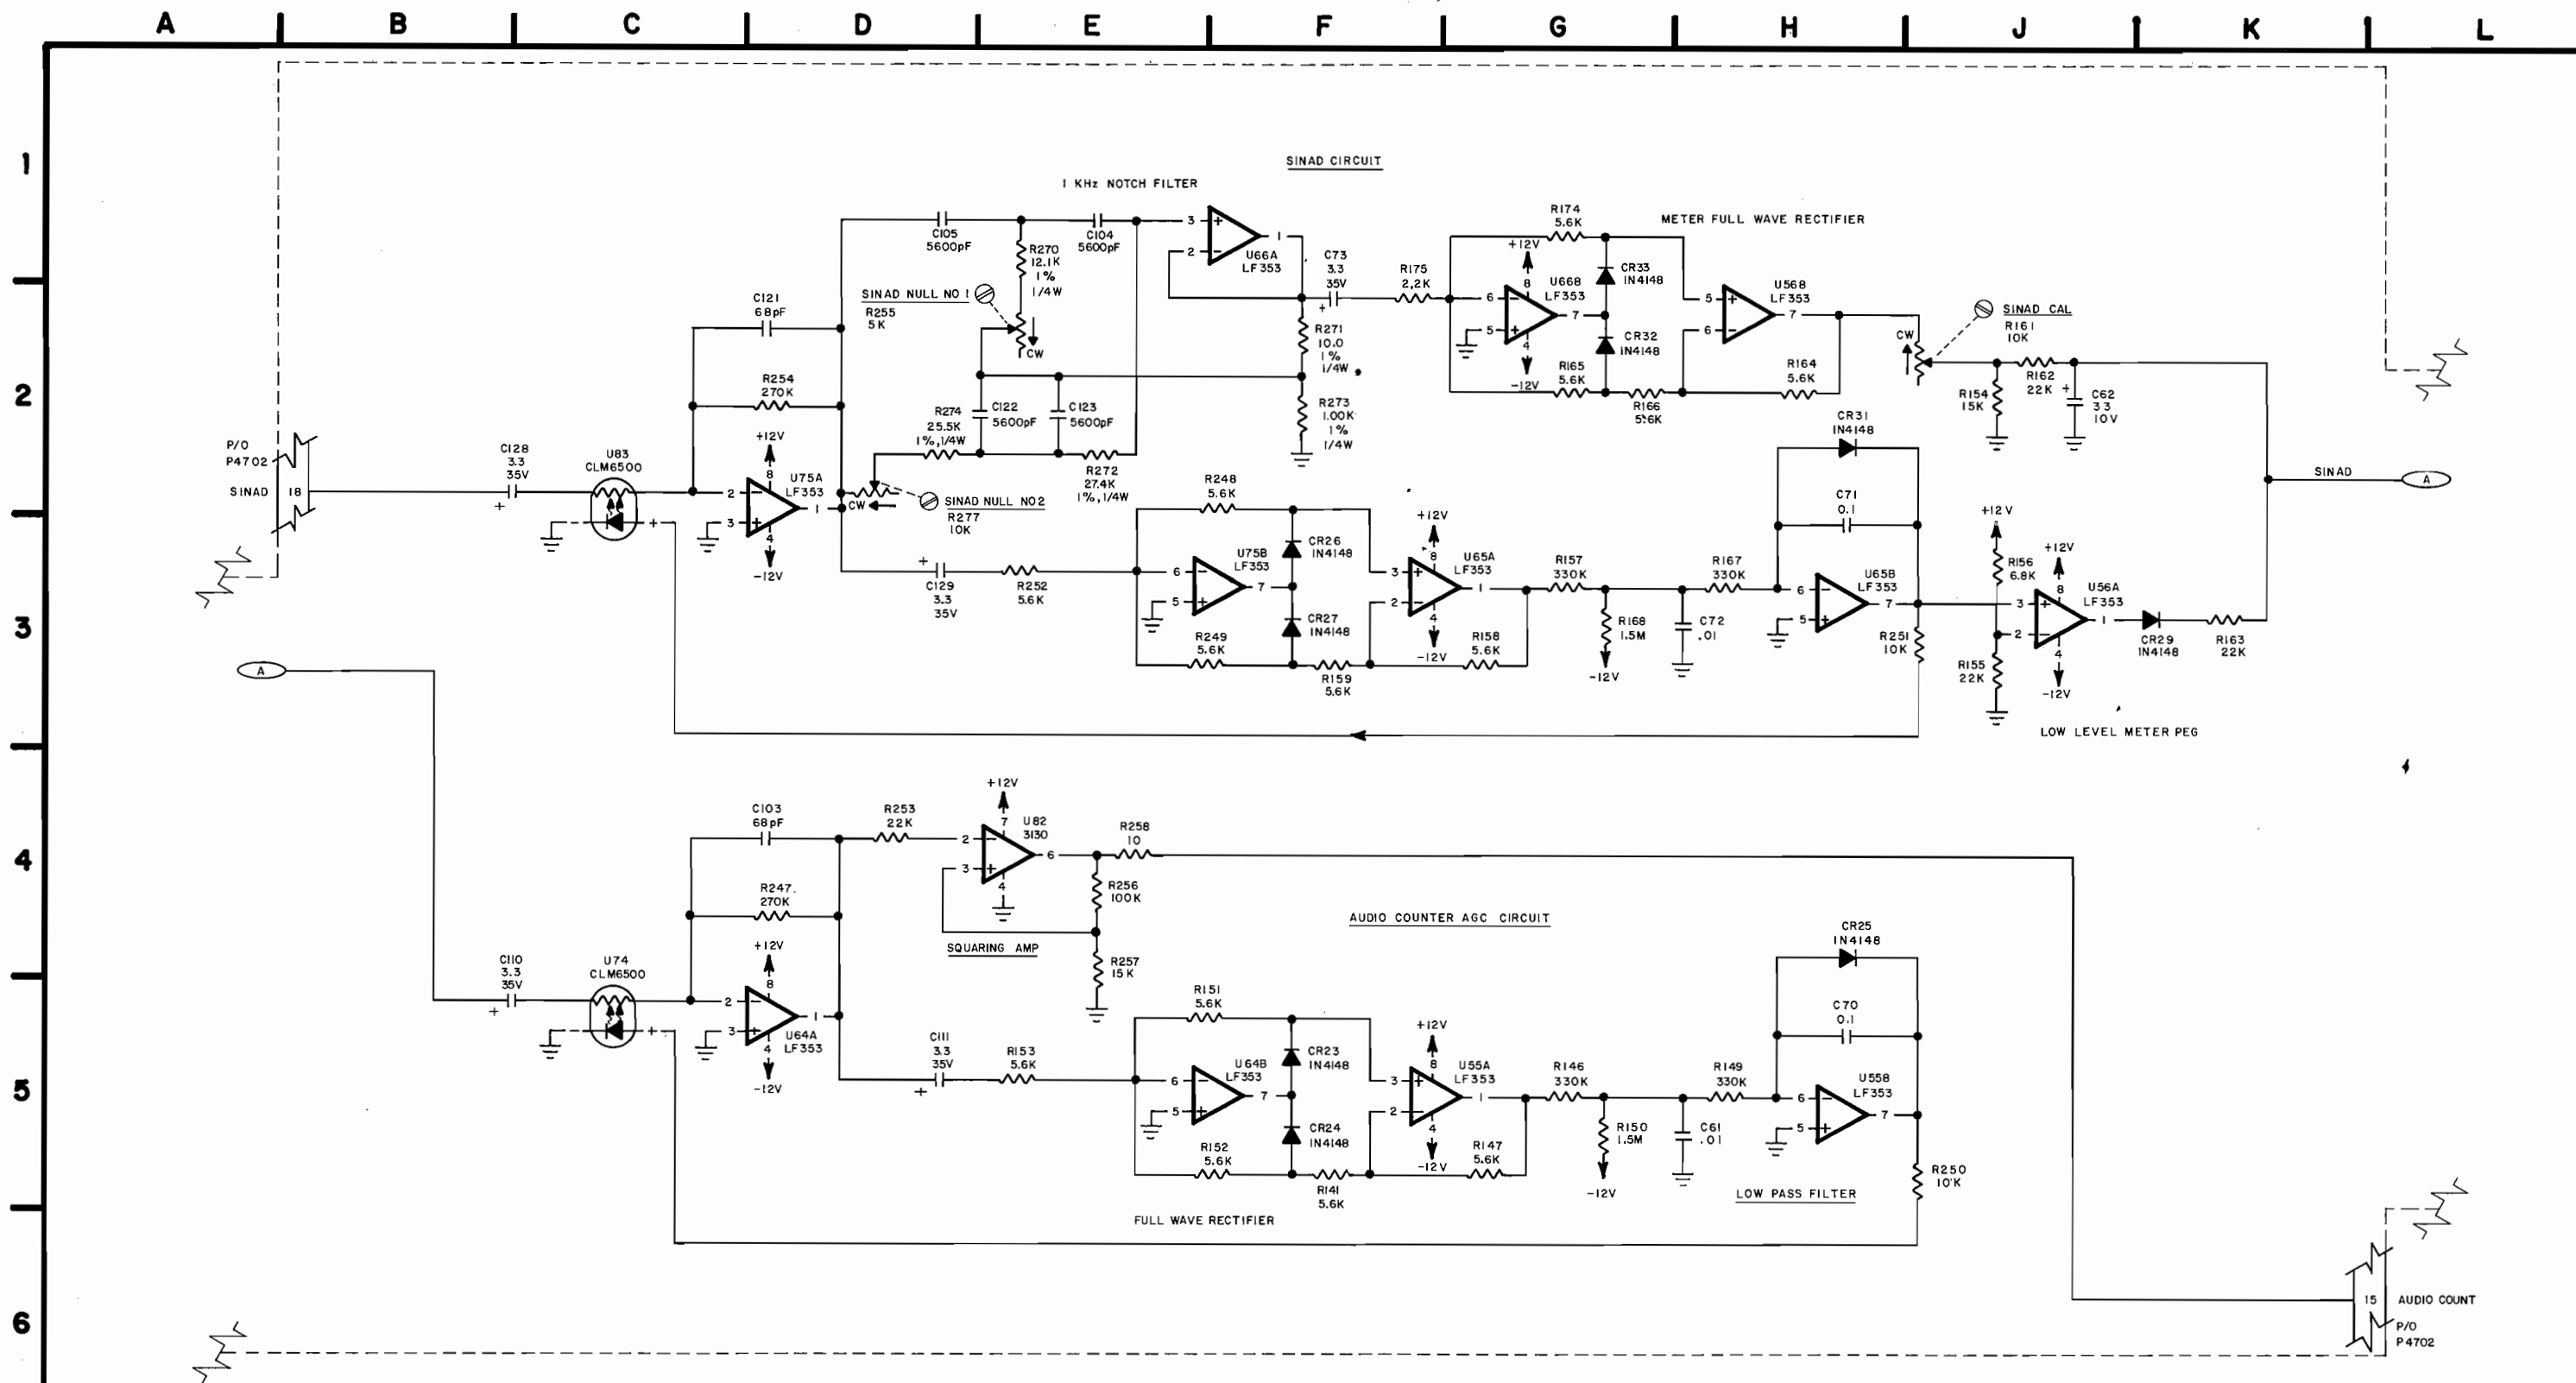 A B C D E F G H J K L
1
2
3
4
5
6
SINAD CIRCUIT
1 KHz NOTCH FILTER
C105
5600pF
R270
12.1K
1%
1/4W
C104
5600pF
3
2
1
U66A
LF353
C73
3.3
35V
+
R175
2.2K
R174
5.6K
METER FULL WAVE RECTIFIER
+12V
8
U66B
LF353
6
5
7
4
-12V
CR33
IN4148
CR32
IN4148
R165
5.6K
R166
5.6K
U56B
LF353
5
6
7
R164
5.6K
SINAD CAL
R161
10K
CW
R154
15K
R162
22K
+
C62
3.3
10V
SINAD NULL NO 1
R255
5K
CW
C121
68pF
R254
270K
R271
10.0
1%
1/4W
R273
1.00K
1%
1/4W
R274
25.5K
1%,1/4W
C122
5600pF
C123
5600pF
R272
27.4K
1%,1/4W
P/O
P4702
SINAD 18
C128
3.3
35V
+
U83
CLM6500
+
+12V
8
U75A
LF353
2
3
1
4
-12V
CW
SINAD NULL NO2
R277
10K
+
C129
3.3
35V
R252
5.6K
R248
5.6K
U75B
LF353
6
5
7
CR26
IN4148
CR27
IN4148
R249
5.6K
R159
5.6K
+12V
8
U65A
LF353
3
2
1
4
-12V
R158
5.6K
R157
330K
R168
1.5M
-12V
C72
.01
R167
330K
CR31
IN4148
C71
0.1
U65B
LF353
6
5
7
R251
10K
+12V
R156
6.8K
R155
22K
+12V
8
U56A
LF353
3
2
1
4
-12V
CR29
IN4148
R163
22K
SINAD A
LOW LEVEL METER PEG
A
C103
68pF
R253
22K
+12V
7
U82
3130
2
3
6
4
R258
10
R256
100K
R257
15K
SQUARING AMP
R247
270K
AUDIO COUNTER AGC CIRCUIT
C110
3.3
35V
+
U74
CLM6500
+
+12V
8
2
3
1
4
U64A
LF353
-12V
C111
3.3
35V
+
R153
5.6K
R151
5.6K
U64B
LF353
6
5
7
CR23
IN4148
CR24
IN4148
R152
5.6K
R141
5.6K
+12V
8
U55A
LF353
3
2
1
4
-12V
R147
5.6K
R146
330K
R150
1.5M
-12V
C61
.01
R149
330K
CR25
IN4148
C70
0.1
U55B
LF353
6
5
7
R250
10K
LOW PASS FILTER
FULL WAVE RECTIFIER
15 AUDIO COUNT
P/O
P4702